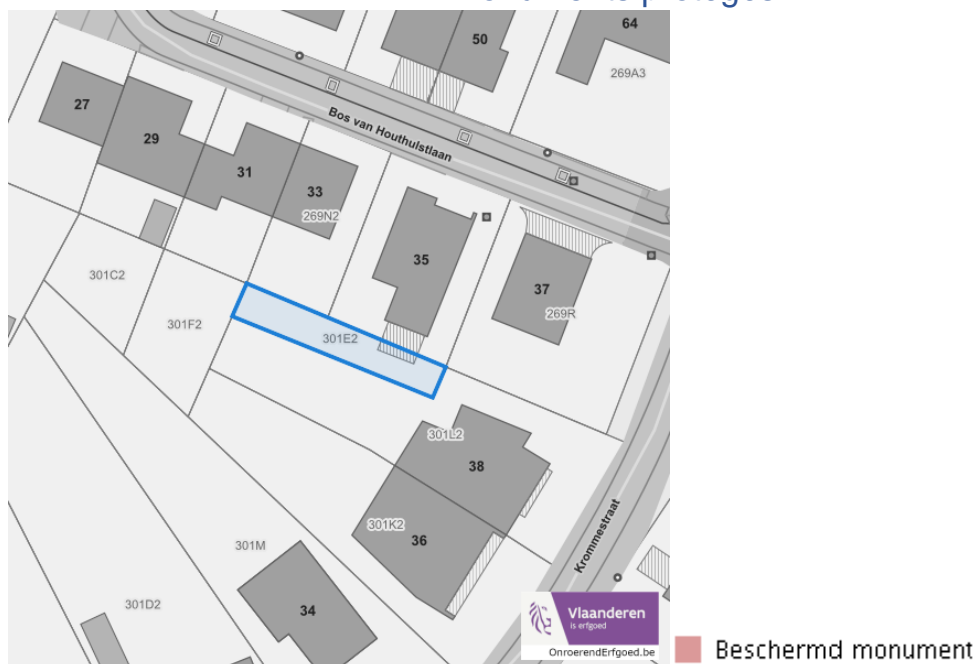 50
64
269A3
27
29
Bos van Houthulstlaan
31
33
269N2
35
37
269R
301C2
301F2
301E2
301L2
38
301K2
36
Krommestraat
301M
301D2
34
Vlaanderen
is erfgoed
OnroerendErfgoed.be
Beschermd monument